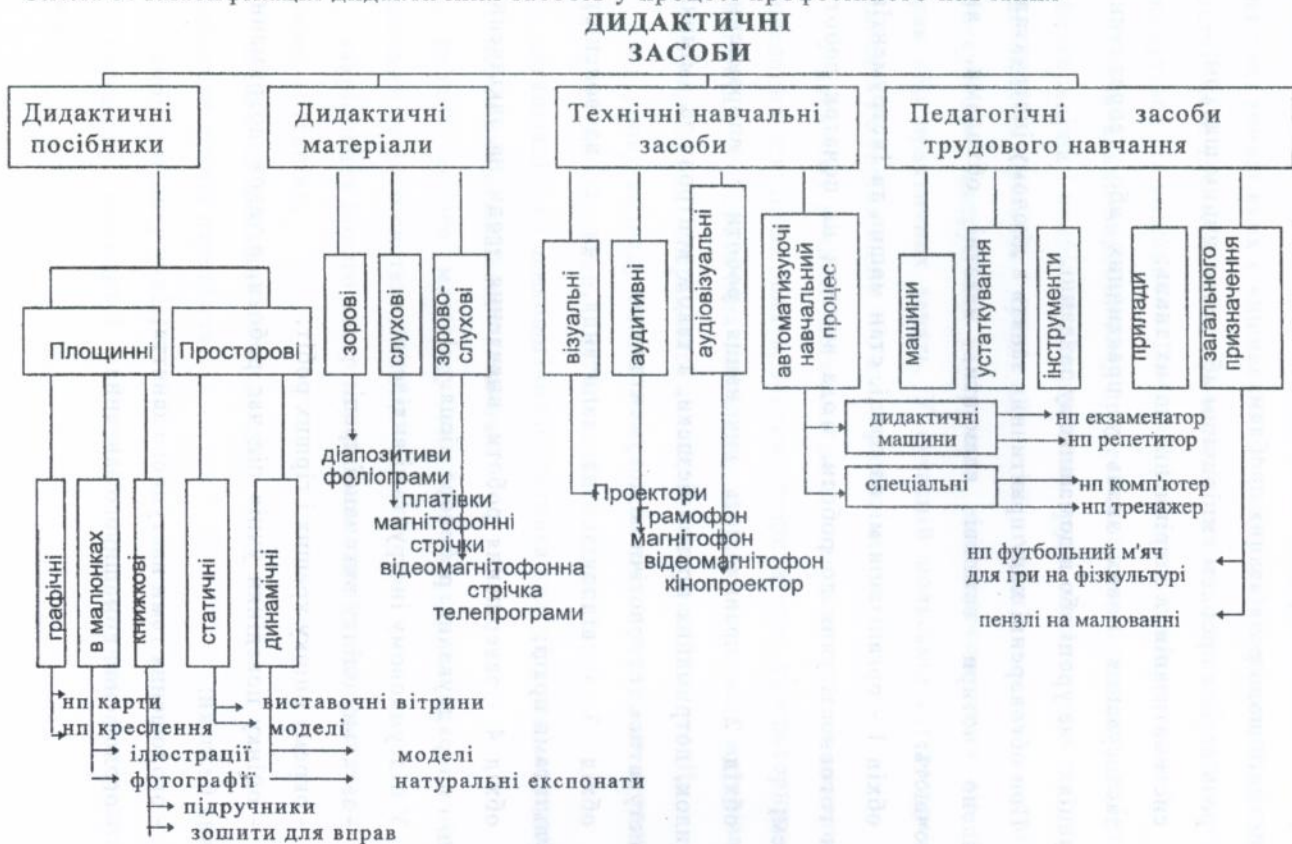 ДИДАКТИЧНІ
ЗАСОБИ
Дидактичні
посібники
Дидактичні
матеріали
Технічні навчальні
засоби
Педагогічні засоби
трудового навчання
Площинні
Просторові
зорові
слухові
зорово-
слухові
візуальні
аудитивні
аудіовізуальні
автоматизуючі
навчальний
процес
машини
устаткування
інструменти
прилади
загального
призначення
дидактичні
машини
нп екзаменатор
нп репетитор
спеціальні
нп комп'ютер
нп тренажер
діапозитиви
фоліограми
платівки
магнітофонні
стрічки
відеомагнітофонна
стрічка
телепрограми
Проектори
Грамофон
магнітофон
відеомагнітофон
кінопроектор
нп футбольний м'яч
для гри на фізкультурі
пензлі на малюванні
графічні
в малюнках
книжкові
статичні
динамічні
нп карти
нп креслення
ілюстрації
фотографії
підручники
зошити для вправ
виставочні вітрини
моделі
моделі
натуральні експонати